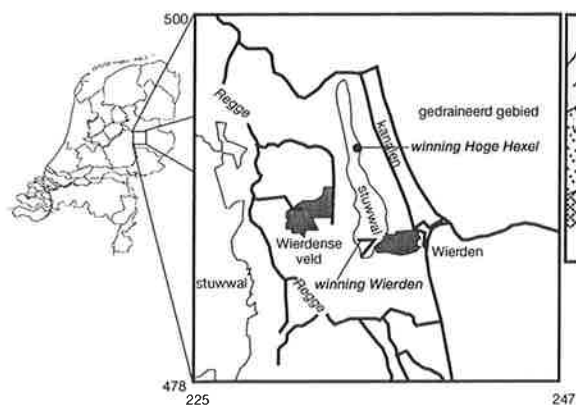 500
Regge
gedraineerd gebied
kanalen
winning Hoge Hexel
stuwwal
Wierdense
veld
Wierden
stuwwal
winning Wierden
Regge
478
225
247